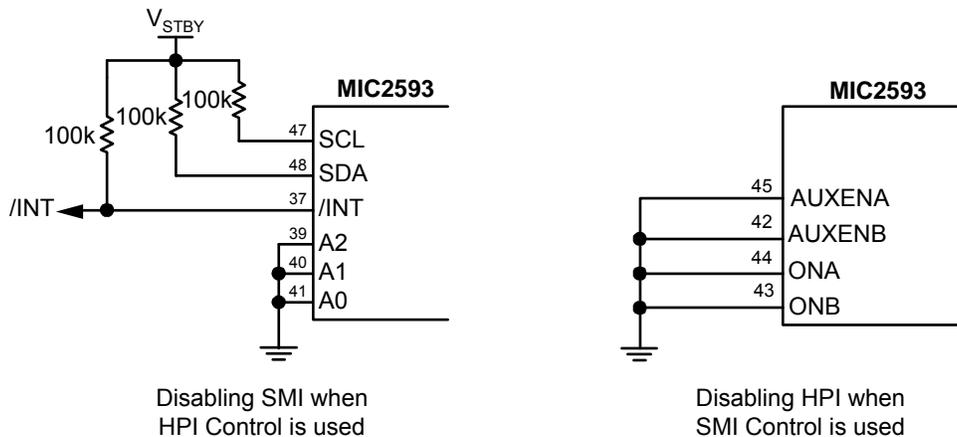 VSTBY
MIC2593
100k
100k
100k
47
SCL
48
SDA
/INT
37
/INT
39
A2
40
A1
41
A0
Disabling SMI when
HPI Control is used
MIC2593
45
AUXENA
42
AUXENB
44
ONA
43
ONB
Disabling HPI when
SMI Control is used